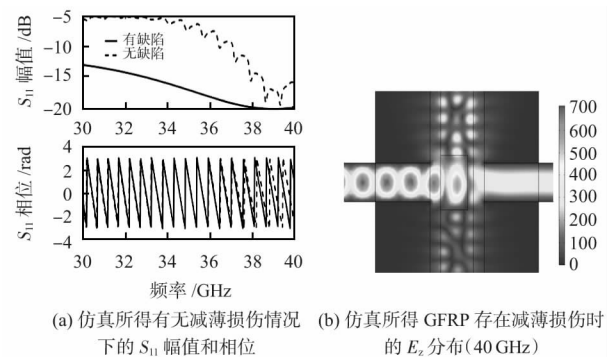 −5
−10
−15
−20
S₁₁ 幅值 /dB
有缺陷
无缺陷
30 32 34 36 38 40
4
2
0
−2
−4
S₁₁ 相位 /rad
30 32 34 36 38 40
频率 /GHz
700
600
500
400
300
200
100
0
(a) 仿真所得有无减薄损伤情况
下的 S₁₁ 幅值和相位
(b) 仿真所得 GFRP 存在减薄损伤时
的 E_z 分布(40 GHz)